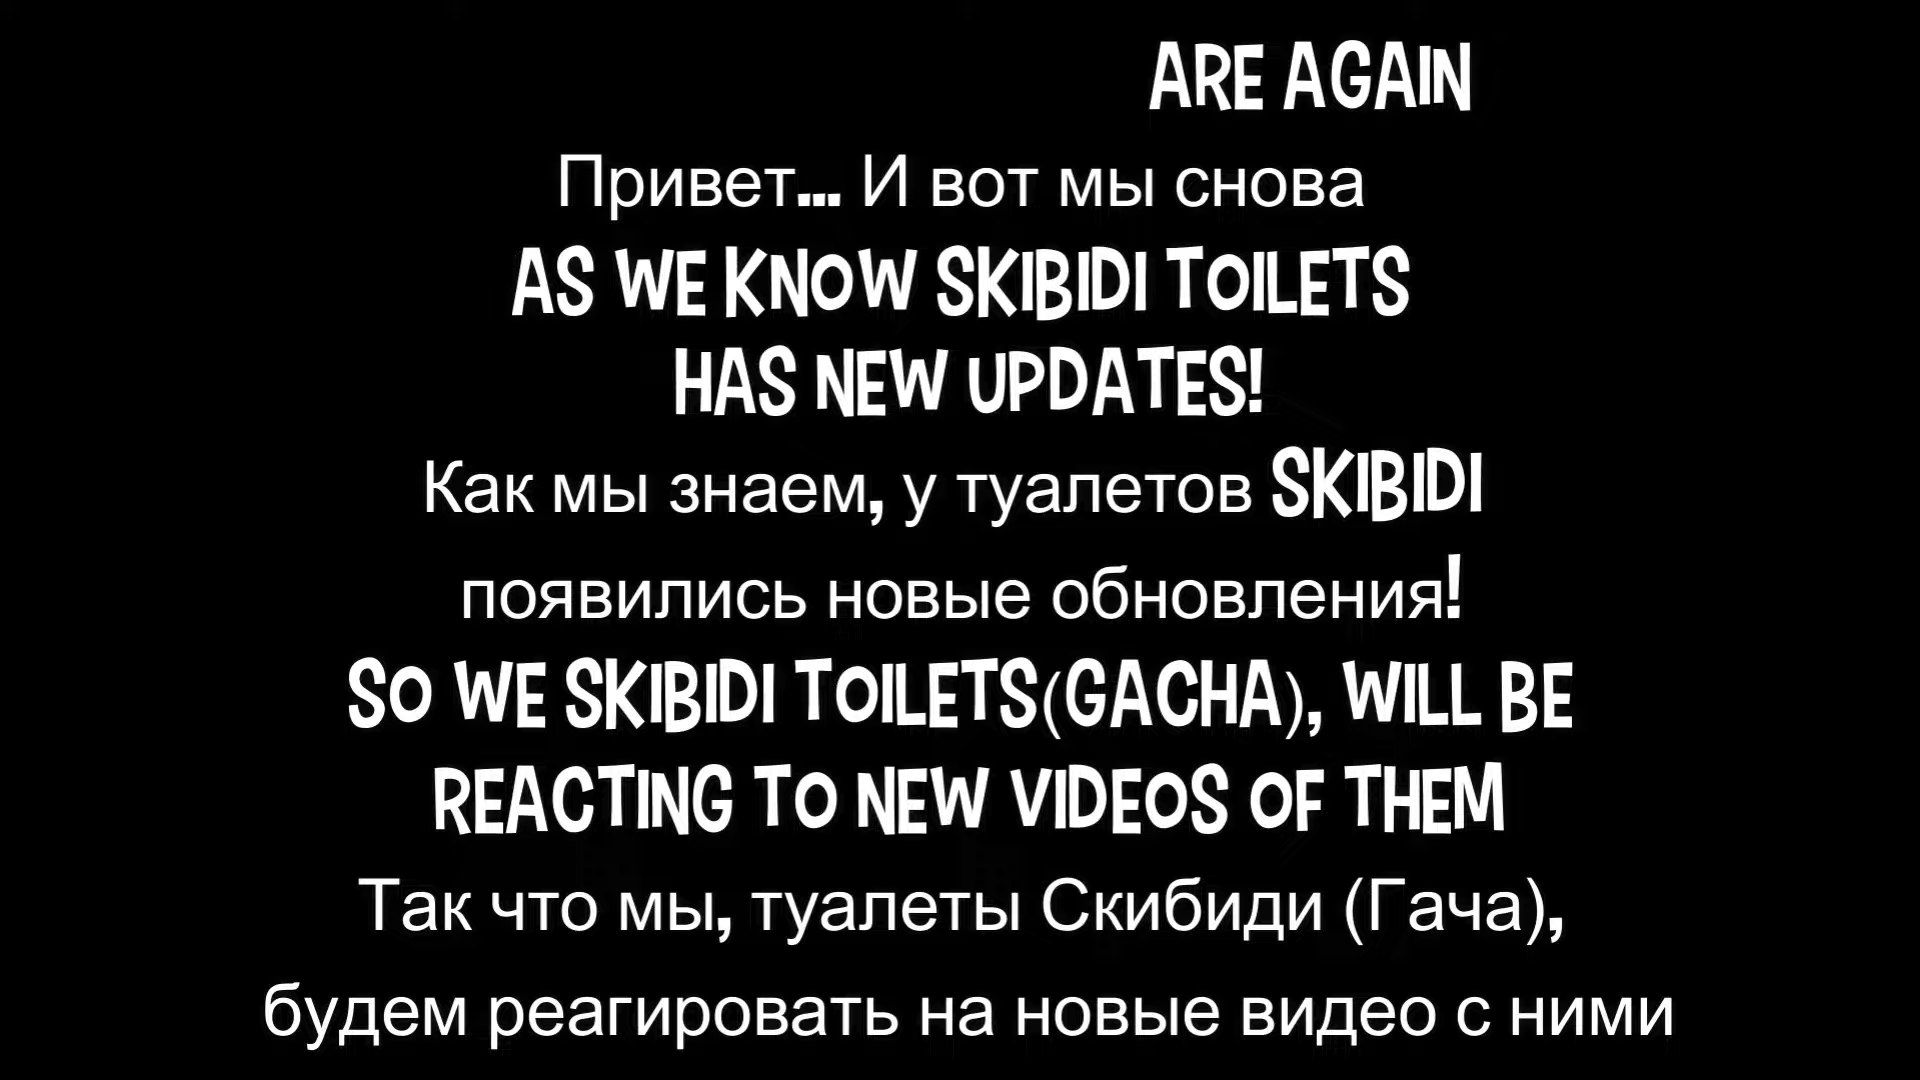 ARE AGAIN
Привет... И вот мы снова
AS WE KNOW SKIBIDI TOILETS
HAS NEW UPDATES!
Как мы знаем, у туалетов SKIBIDI
появились новые обновления!
SO WE SKIBIDI TOILETS(GACHA), WILL BE
REACTING TO NEW VIDEOS OF THEM
Так что мы, туалеты Скибиди (Гача),
будем реагировать на новые видео с ними